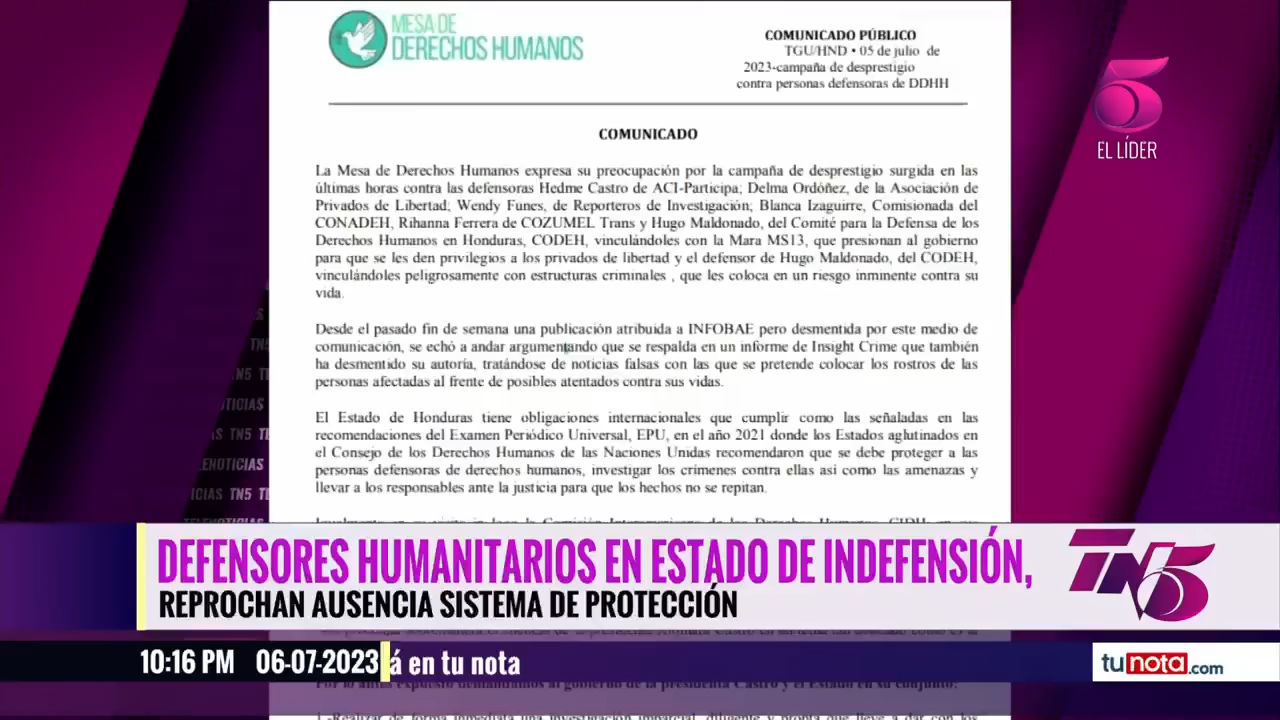 MESA DE
DERECHOS HUMANOS
COMUNICADO PÚBLICO
TGU/HND • 05 de julio de
2023-campaña de desprestigio
contra personas defensoras de DDHH
5
EL LÍDER
COMUNICADO
La Mesa de Derechos Humanos expresa su preocupación por la campaña de desprestigio surgida en las
últimas horas contra las defensoras Hedme Castro de ACI-Participa; Delma Ordóñez, de la Asociación de
Privados de Libertad; Wendy Funes, de Reporteros de Investigación; Blanca Izaguirre, Comisionada del
CONADEH, Rihanna Ferrera de COZUMEL Trans y Hugo Maldonado, del Comité para la Defensa de los
Derechos Humanos en Honduras, CODEH, vinculándoles con la Mara MS13, que presionan al gobierno
para que se les den privilegios a los privados de libertad y el defensor de Hugo Maldonado, del CODEH,
vinculándoles peligrosamente con estructuras criminales , que les coloca en un riesgo inminente contra su
vida.
Desde el pasado fin de semana una publicación atribuida a INFOBAE pero desmentida por este medio de
comunicación, se echó a andar argumentando que se respalda en un informe de Insight Crime que también
ha desmentido su autoría, tratándose de noticias falsas con las que se pretende colocar los rostros de las
personas afectadas al frente de posibles atentados contra sus vidas.
El Estado de Honduras tiene obligaciones internacionales que cumplir como las señaladas en las
recomendaciones del Examen Periódico Universal, EPU, en el año 2021 donde los Estados aglutinados en
el Consejo de los Derechos Humanos de las Naciones Unidas recomendaron que se debe proteger a las
personas defensoras de derechos humanos, investigar los crímenes contra ellas asi como las amenazas y
llevar a los responsables ante la justicia para que los hechos no se repitan.
DEFENSORES HUMANITARIOS EN ESTADO DE INDEFENSIÓN,
REPROCHAN AUSENCIA SISTEMA DE PROTECCIÓN
TN5
10:16 PM 06-07-2023
á en tu nota
tunota.com